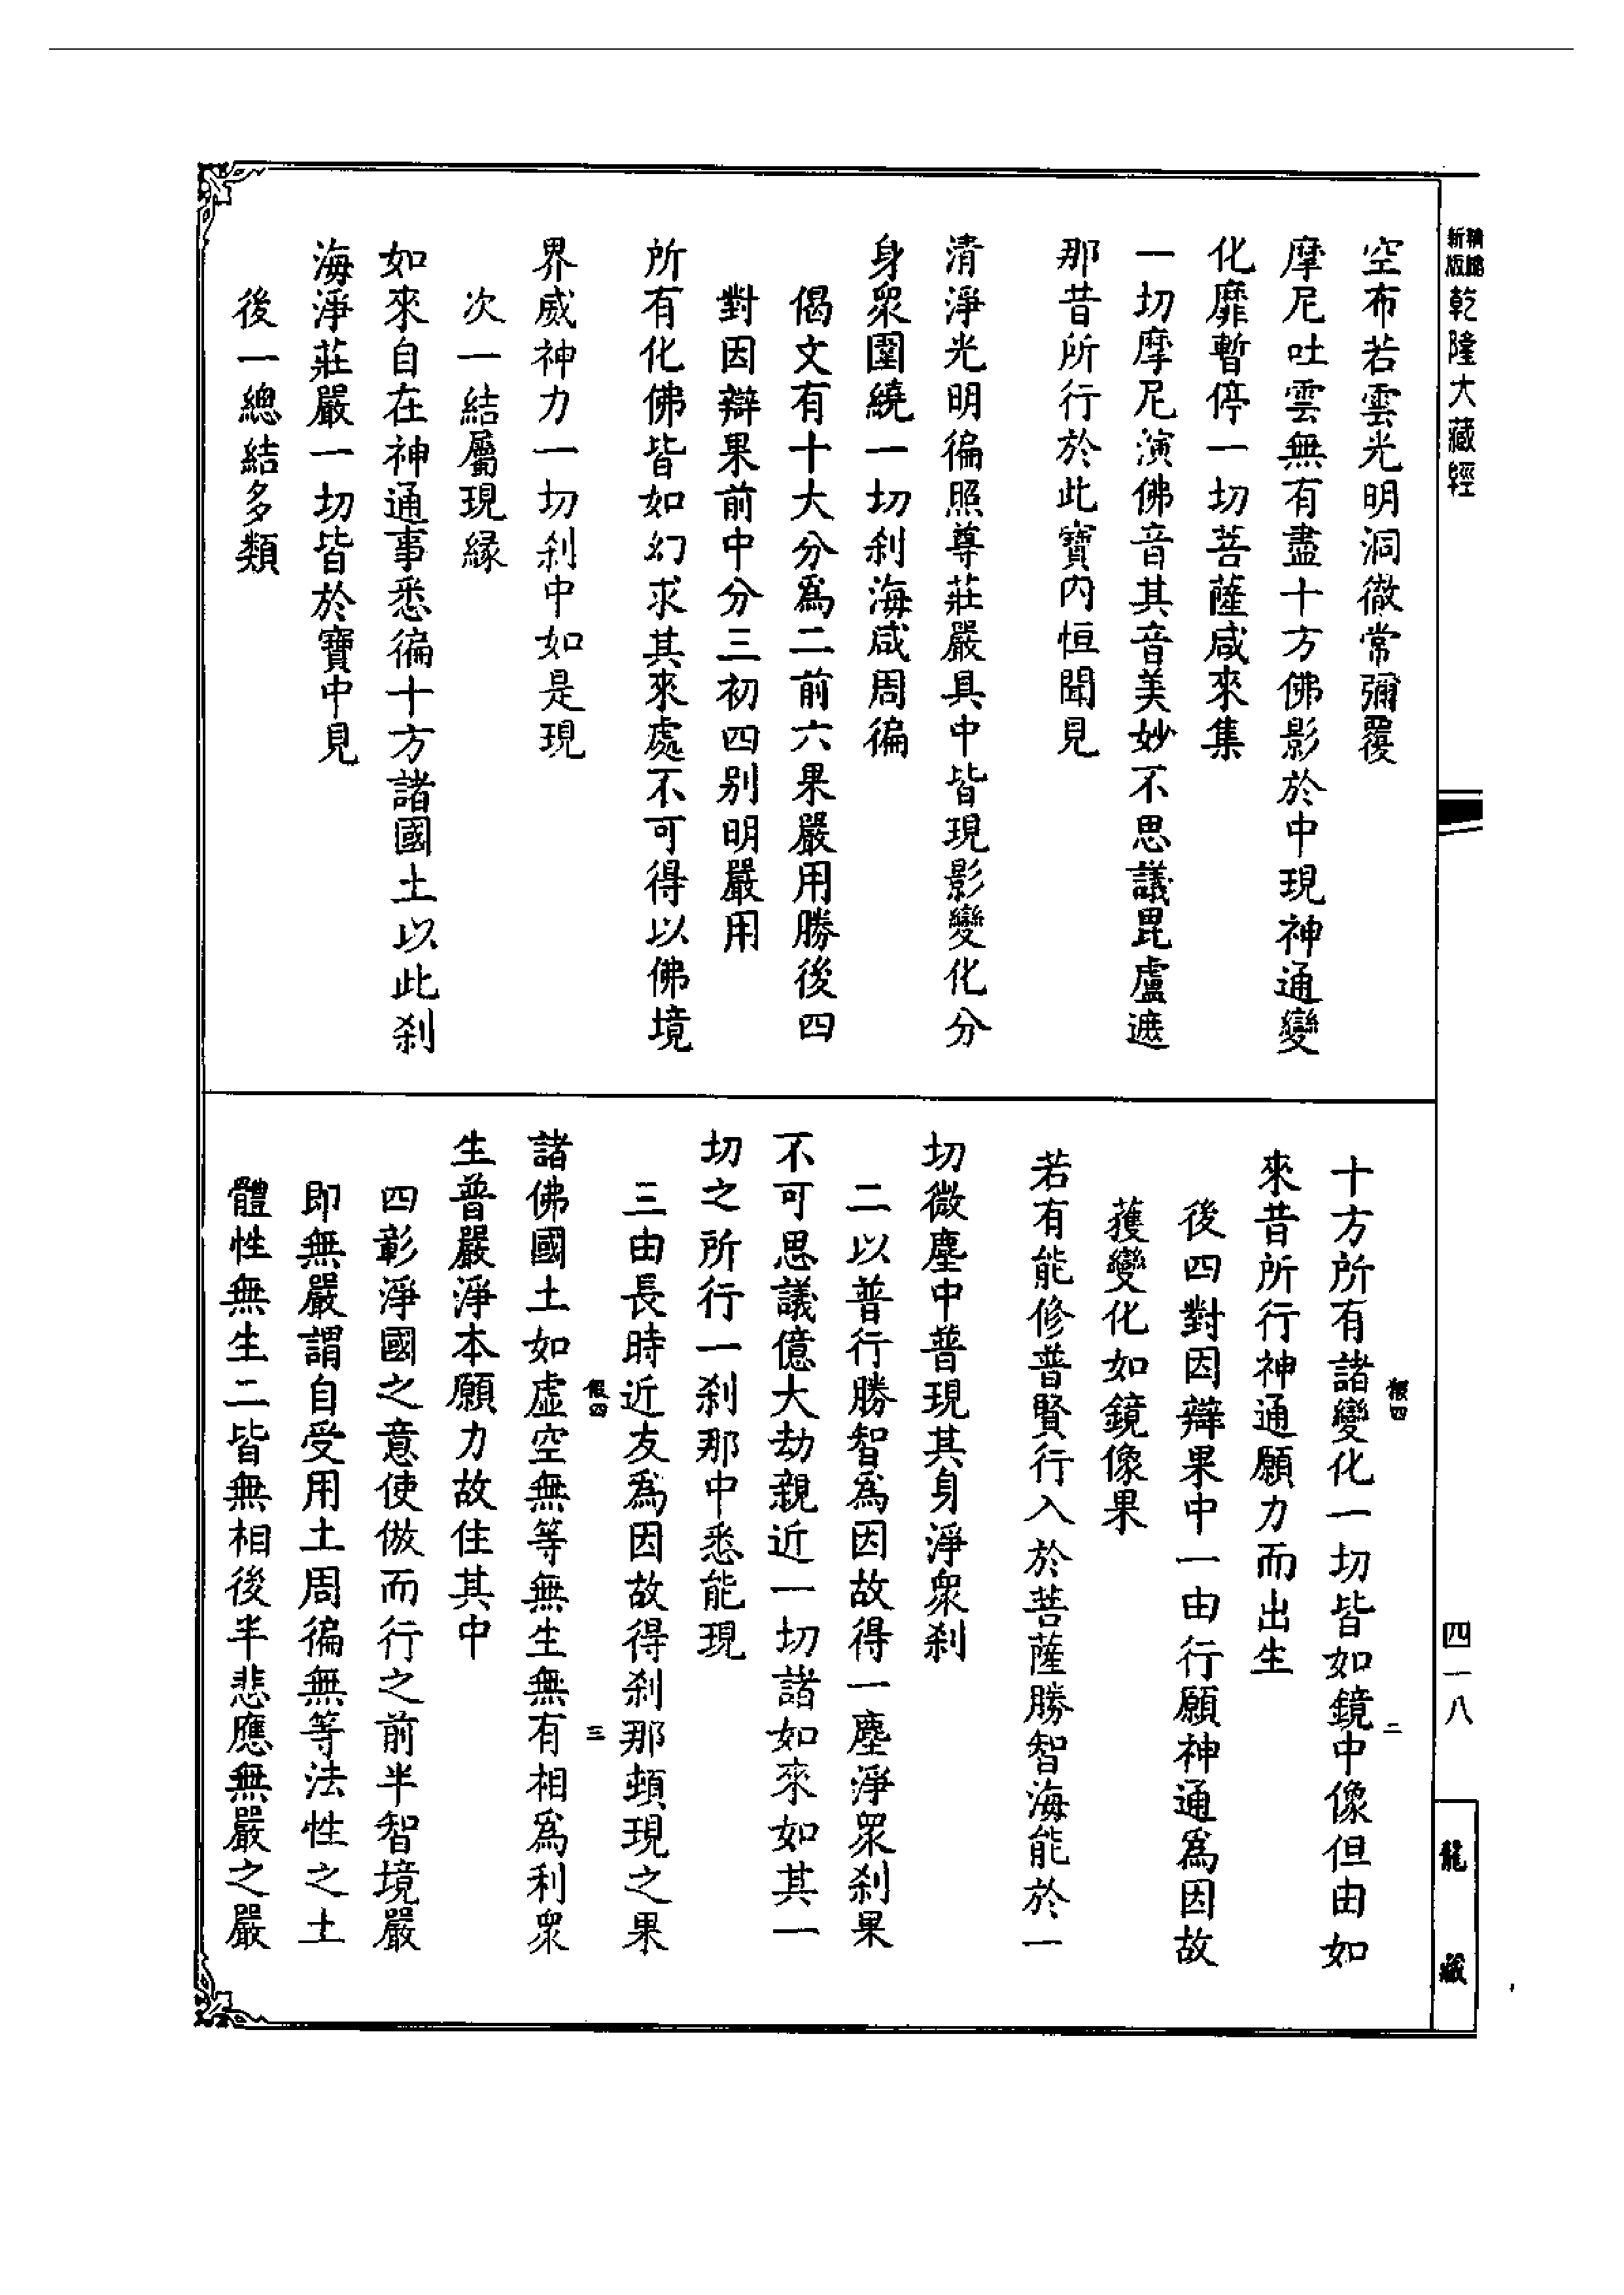 新版精縮乾隆大藏經
空布若雲光明洞徹常彌覆
摩尼吐雲無有盡十方佛影於中現神通變
化靡暫停一切菩薩咸來集
一切摩尼演佛音其音美妙不思議毘盧遮
那昔所行於此寶內恒聞見
清淨光明徧照尊莊嚴具中皆現影變化分
身衆圍繞一切刹海咸周徧
偈文有十大分爲二前六果嚴用勝後四
對因辯果前中分三初四别明嚴用
所有化佛皆如幻求其來處不可得以佛境
界威神力一切刹中如是現
次一結屬現緣
如來自在神通事悉徧十方諸國土以此刹
海淨莊嚴一切皆於寶中見
後一總結多類
十方所有諸變化一切皆如鏡中像但由如
來昔所行神通願力而出生
後四對因辯果中一由行願神通爲因故
獲變化如鏡像果
若有能修普賢行入於菩薩勝智海能於一
切微塵中普現其身淨衆刹
二以普行勝智爲因故得一塵淨眾刹果
不可思議億大劫親近一切諸如來如其一
切之所行一刹那中悉能現
三由長時近友爲因故得刹那頓現之果
諸佛國土如虛空無等無生無有相爲利衆
生普嚴淨本願力故住其中
四彰淨國之意使倣而行之前半智境嚴
即無嚴謂自受用土周徧無等法性之土
體性無生二皆無相後半悲應無嚴之嚴
四
二
四
三
四一八
龍藏